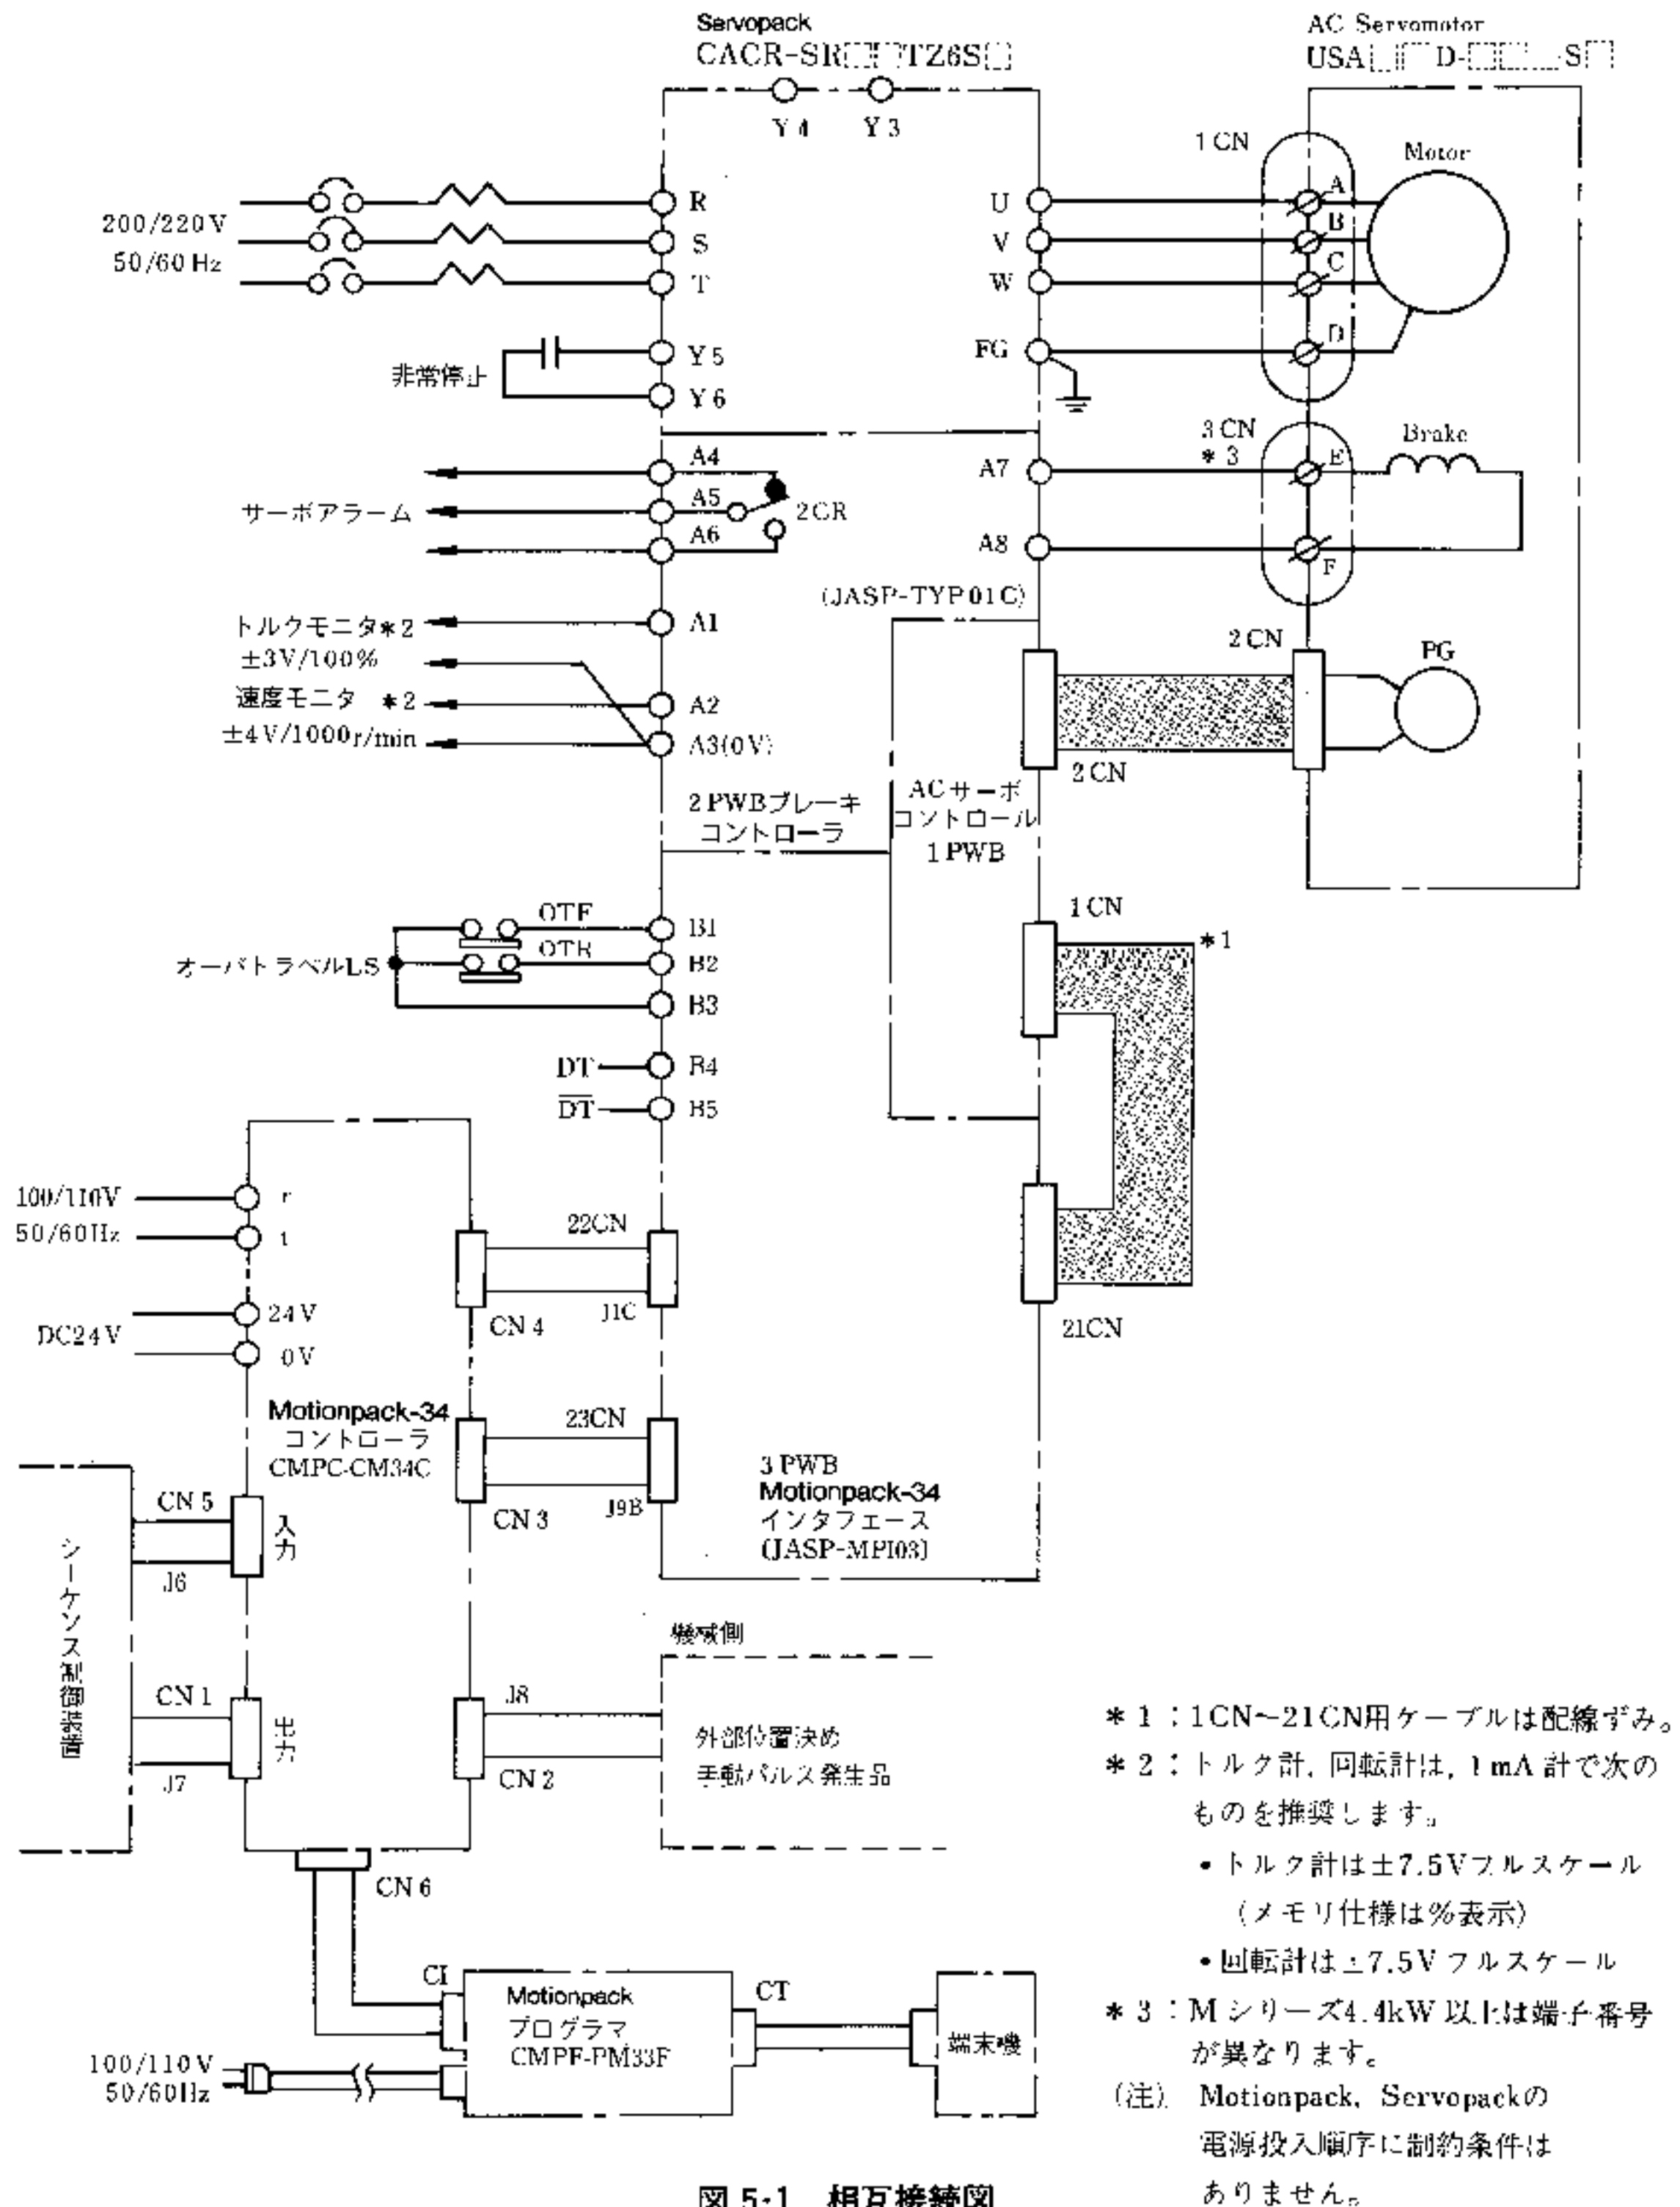 Servopack
CACR-SR□□TZ6S□
AC Servomotor
USA□□D-□□□S□
Y4 Y3
1CN
Motor
200/220V
50/60Hz
R
S
T
U
V
W
A
B
C
FG
D
非常停止
Y5
Y6
3CN
*3
Brake
A4
A5
A6
サーボアラーム
2CR
A7
E
A8
F
(JASP-TYP01C)
トルクモニタ*2
±3V/100%
A1
速度モニタ *2
±4V/1000r/min
A2
A3(0V)
2CN
PG
2CN
2PWBブレーキ
コントローラ
ACサーボ
コントロール
1PWB
1CN
*1
オーバトラベルLS
OTF
OTR
B1
B2
B3
DT
B4
D̅T̅
B5
100/110V
50/60Hz
r
t
DC24V
24V
0V
22CN
CN4
J1C
21CN
Motionpack-34
コントローラ
CMPC-CM34C
23CN
CN3
J9B
3PWB
Motionpack-34
インタフェース
(JASP-MPI03)
シーケンス制御装置
CN5
J6
入力
CN1
J7
出力
機械側
J8
CN2
外部位置決め
手動パルス発生品
CN6
CI
Motionpack
プログラマ
CMPF-PM33F
CT
端末機
100/110V
50/60Hz
*1:1CN~21CN用ケーブルは配線ずみ。
*2:トルク計,回転計は,1mA計で次の
ものを推奨します。
•トルク計は±7.5Vフルスケール
(メモリ仕様は%表示)
•回転計は±7.5Vフルスケール
*3:Mシリーズ4.4kW以上は端子番号
が異なります。
(注) Motionpack, Servopackの
電源投入順序に制約条件は
ありません。
図5·1 相互接続図